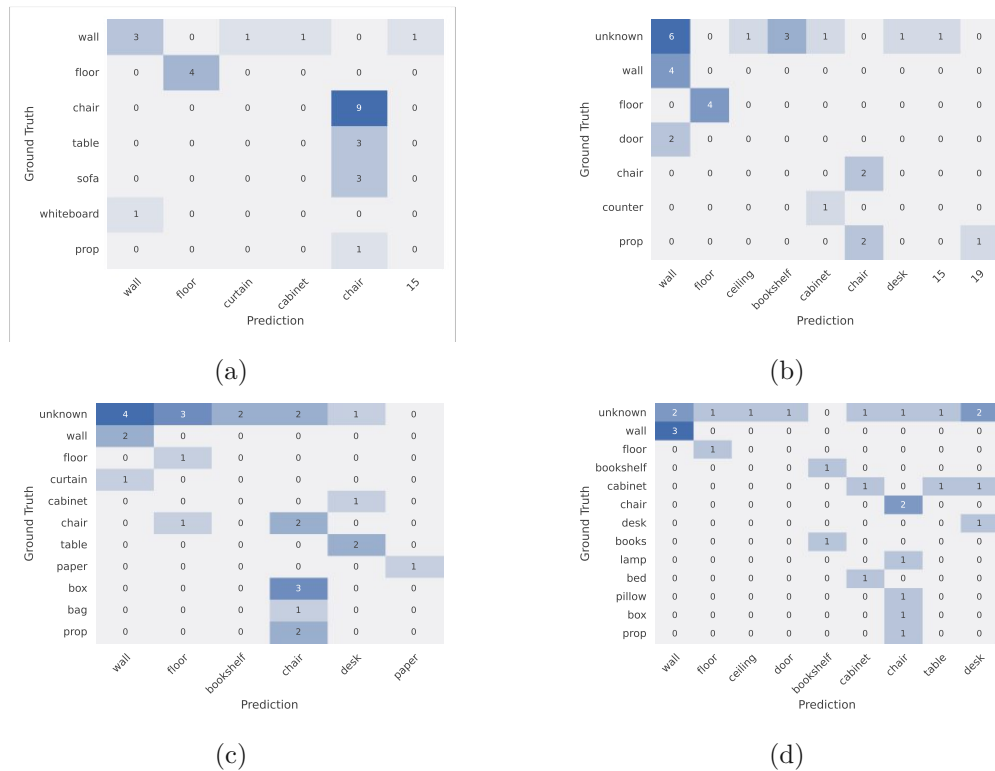 wall 3 0 1 1 0 1
floor 0 4 0 0 0 0
chair 0 0 0 0 9 0
table 0 0 0 0 3 0
sofa 0 0 0 0 3 0
whiteboard 1 0 0 0 0 0
prop 0 0 0 0 1 0
Ground Truth
wall floor curtain cabinet chair 15
Prediction
(a)
unknown 6 0 1 3 1 0 1 1 0
wall 4 0 0 0 0 0 0 0 0
floor 0 4 0 0 0 0 0 0 0
door 2 0 0 0 0 0 0 0 0
chair 0 0 0 0 0 2 0 0 0
counter 0 0 0 0 1 0 0 0 0
prop 0 0 0 0 0 2 0 0 1
Ground Truth
wall floor ceiling bookshelf cabinet chair desk 15 19
Prediction
(b)
unknown 4 3 2 2 1 0
wall 2 0 0 0 0 0
floor 0 1 0 0 0 0
curtain 1 0 0 0 0 0
cabinet 0 0 0 0 1 0
chair 0 1 0 2 0 0
table 0 0 0 0 2 0
paper 0 0 0 0 0 1
box 0 0 0 3 0 0
bag 0 0 0 1 0 0
prop 0 0 0 2 0 0
Ground Truth
wall floor bookshelf chair desk paper
Prediction
(c)
unknown 2 1 1 1 0 1 1 1 2
wall 3 0 0 0 0 0 0 0 0
floor 0 1 0 0 0 0 0 0 0
bookshelf 0 0 0 0 1 0 0 0 0
cabinet 0 0 0 0 0 1 0 1 1
chair 0 0 0 0 0 0 2 0 0
desk 0 0 0 0 0 0 0 0 1
books 0 0 0 0 1 0 0 0 0
lamp 0 0 0 0 0 0 1 0 0
bed 0 0 0 0 0 1 0 0 0
pillow 0 0 0 0 0 0 1 0 0
box 0 0 0 0 0 0 1 0 0
prop 0 0 0 0 0 0 1 0 0
Ground Truth
wall floor ceiling door bookshelf cabinet chair table desk
Prediction
(d)